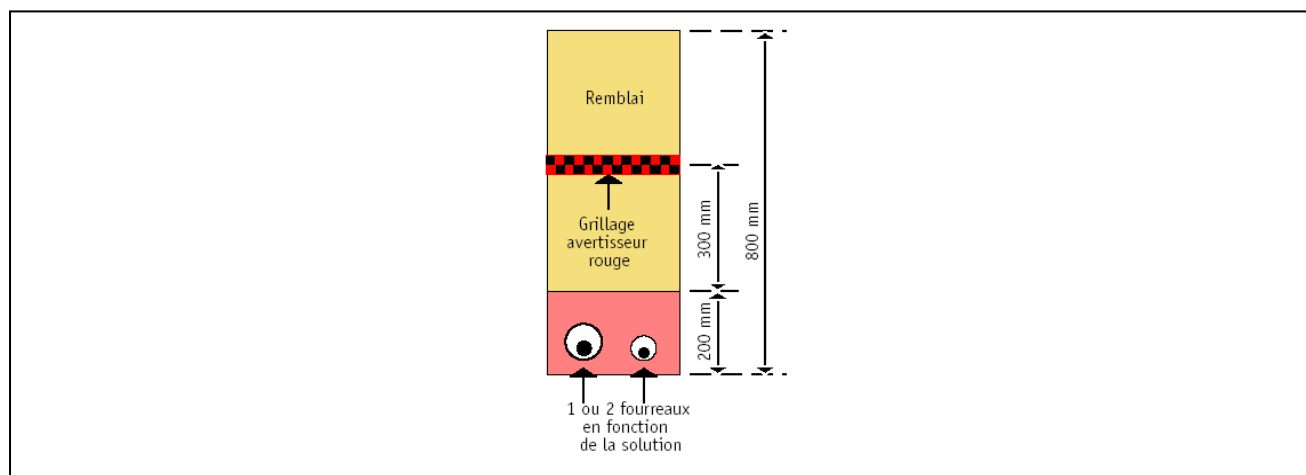 Remblai
Grillage
avertisseur
rouge
300 mm
800 mm
200 mm
1 ou 2 fourreaux
en fonction
de la solution